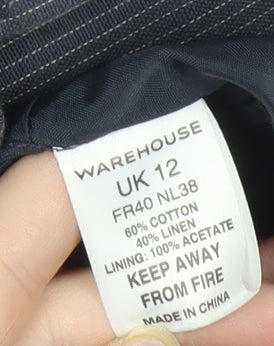 WAREHOUSE
UK 12
FR40 NL38
60% COTTON
40% LINEN
LINING: 100% ACETATE
KEEP AWAY
FROM FIRE
MADE IN CHINA